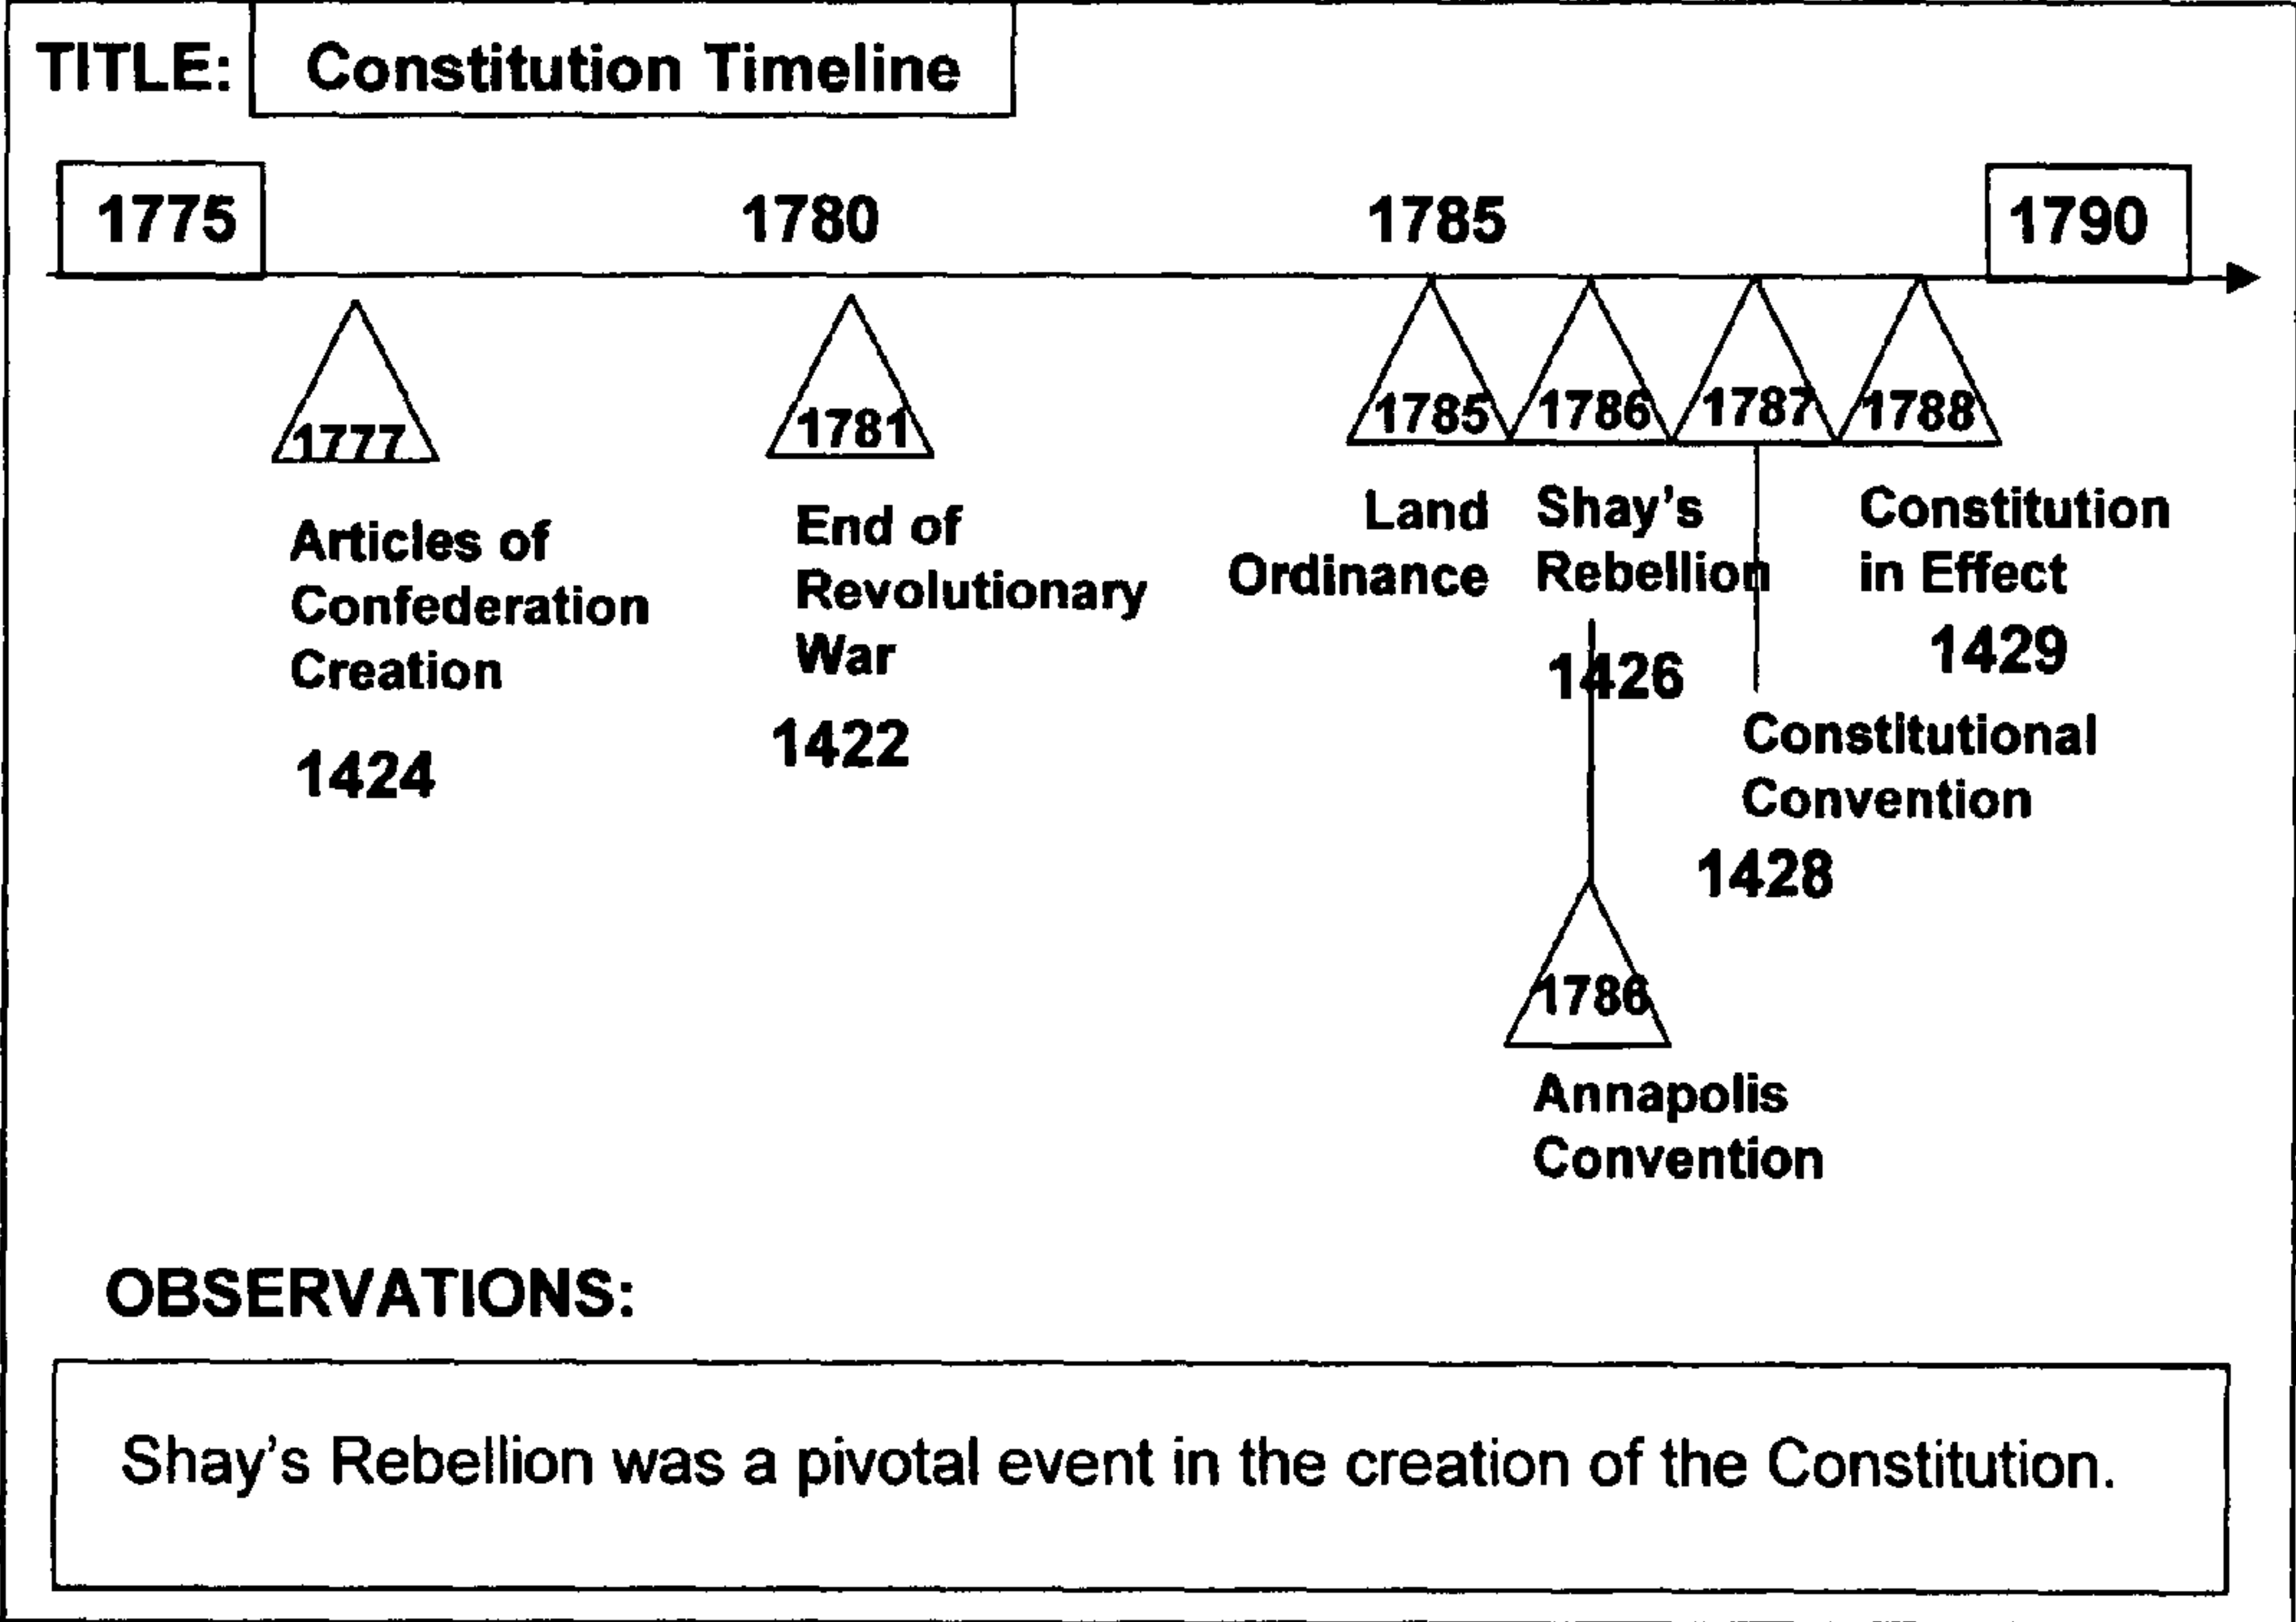 TITLE: Constitution Timeline
1775 1780 1785 1790
1777 1781 1785 1786 1787 1788
Articles of
Confederation
Creation
1424
End of
Revolutionary
War
1422
Land
Ordinance
Shay's
Rebellion
1426
Constitution
in Effect
1429
Constitutional
Convention
1428
1786
Annapolis
Convention
OBSERVATIONS:
Shay's Rebellion was a pivotal event in the creation of the Constitution.